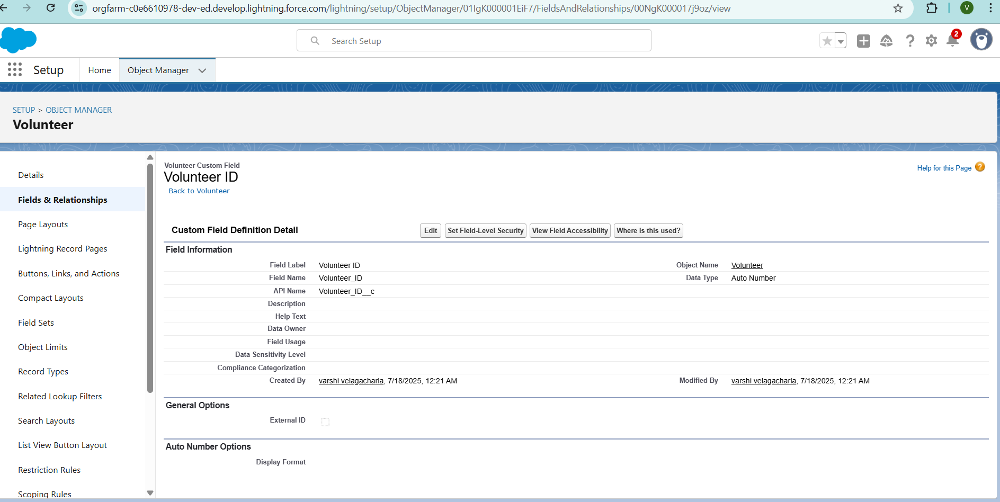 orgfarm-c0e6610978-dev-ed.develop.lightning.force.com/lightning/setup/ObjectManager/01IgK000001EiF7/FieldsAndRelationships/00NgK000017j9oz/view
V
Search Setup
2
Setup
Home
Object Manager
SETUP > OBJECT MANAGER
Volunteer
Details
Fields & Relationships
Page Layouts
Lightning Record Pages
Buttons, Links, and Actions
Compact Layouts
Field Sets
Object Limits
Record Types
Related Lookup Filters
Search Layouts
List View Button Layout
Restriction Rules
Scoping Rules
Volunteer Custom Field
Volunteer ID
Back to Volunteer
Help for this Page ?
Custom Field Definition Detail
Edit
Set Field-Level Security
View Field Accessibility
Where is this used?
Field Information
Field Label Volunteer ID
Object Name Volunteer
Field Name Volunteer_ID
Data Type Auto Number
API Name Volunteer_ID__c
Description
Help Text
Data Owner
Field Usage
Data Sensitivity Level
Compliance Categorization
Created By varshi velagacharla, 7/18/2025, 12:21 AM
Modified By varshi velagacharla, 7/18/2025, 12:21 AM
General Options
External ID
Auto Number Options
Display Format